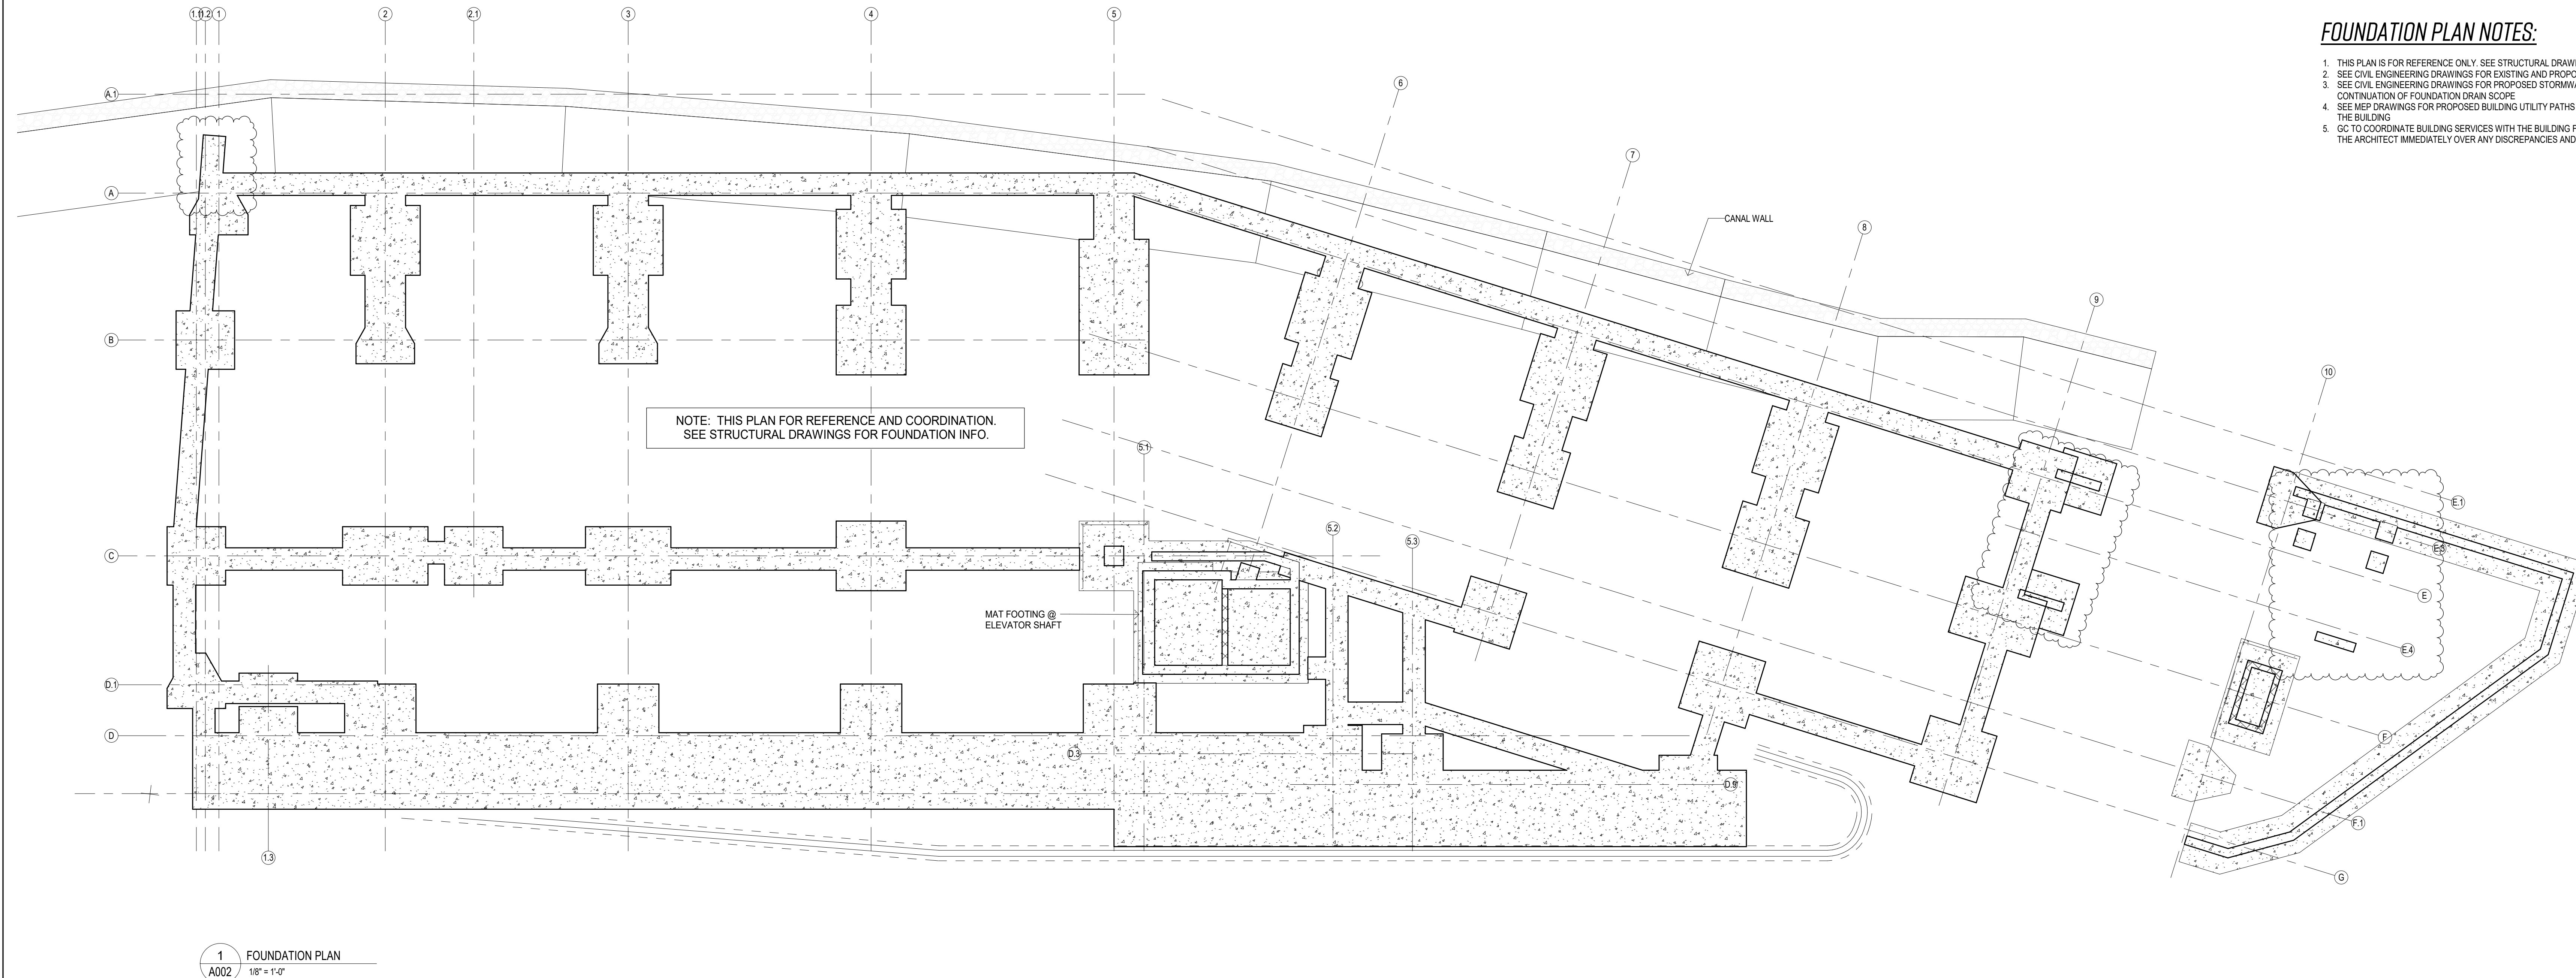 1.1
1.2
1
2
2.1
3
4
5
FOUNDATION PLAN NOTES:
1. THIS PLAN IS FOR REFERENCE ONLY. SEE STRUCTURAL
2. SEE CIVIL ENGINEERING DRAWINGS FOR EXISTING AND
3. SEE CIVIL ENGINEERING DRAWINGS FOR PROPOSED
CONTINUATION OF FOUNDATION DRAIN SCOPE
4. SEE MEP DRAWINGS FOR PROPOSED BUILDING UTILITY PATHS
THE BUILDING
5. GC TO COORDINATE BUILDING SERVICES WITH THE BUILDING
THE ARCHITECT IMMEDIATELY OVER ANY DISCREPANCIES AND
A.1
6
7
A
CANAL WALL
8
9
B
10
NOTE: THIS PLAN FOR REFERENCE AND COORDINATION.
SEE STRUCTURAL DRAWINGS FOR FOUNDATION INFO.
5.1
E.1
5.2
5.3
E.3
C
E
MAT FOOTING @
ELEVATOR SHAFT
E.4
D.1
D
F
D.3
D.9
F.1
1.3
G
1
A002
FOUNDATION PLAN
1/8" = 1'-0"